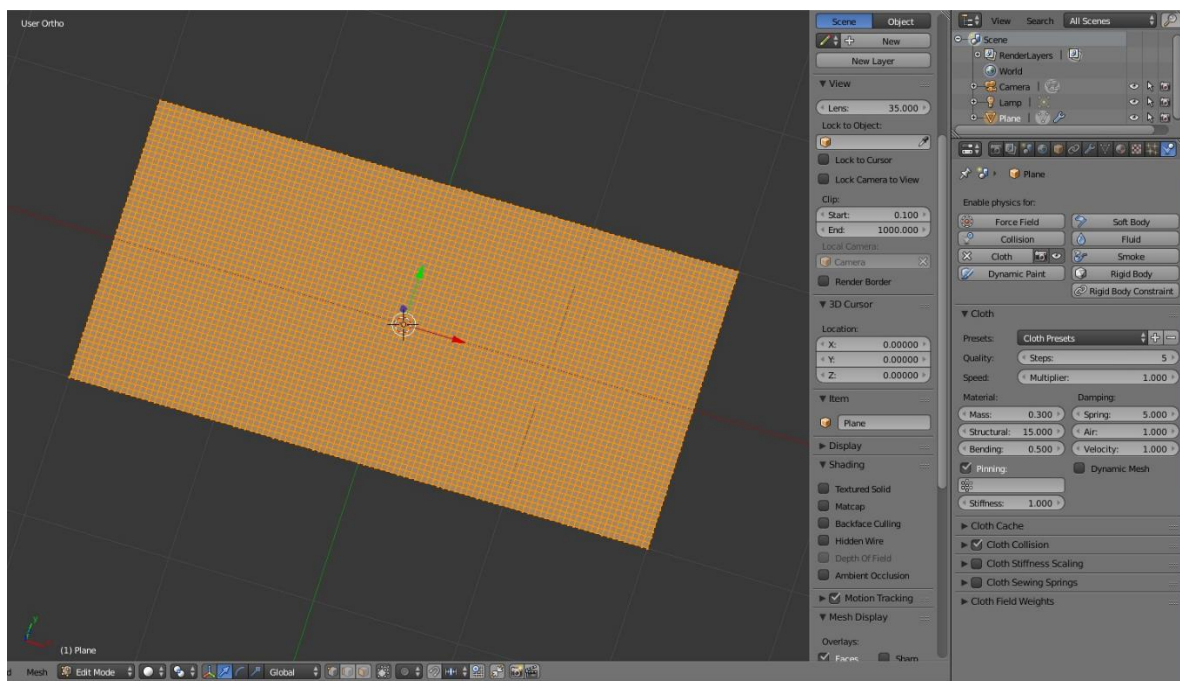 User Ortho
(1) Plane
d Mesh Edit Mode Global
Scene Object
New
New Layer
View
Lens: 35.000
Lock to Object:
Lock to Cursor
Lock Camera to View
Clip:
Start: 0.100
End: 1000.000
Local Camera:
Camera
Render Border
3D Cursor
Location:
X: 0.00000
Y: 0.00000
Z: 0.00000
Item
Plane
Display
Shading
Textured Solid
Matcap
Backface Culling
Hidden Wire
Depth Of Field
Ambient Occlusion
Motion Tracking
Mesh Display
Overlays:
Faces Sharp
View Search All Scenes
Scene
RenderLayers |
World
Camera |
Lamp |
Plane |
Plane
Enable physics for:
Force Field Soft Body
Collision Fluid
Cloth Smoke
Dynamic Paint Rigid Body
Rigid Body Constraint
Cloth
Presets: Cloth Presets
Quality: Steps: 5
Speed: Multiplier: 1.000
Material: Damping:
Mass: 0.300 Spring: 5.000
Structural: 15.000 Air: 1.000
Bending: 0.500 Velocity: 1.000
Pinning: Dynamic Mesh
Stiffness: 1.000
Cloth Cache
Cloth Collision
Cloth Stiffness Scaling
Cloth Sewing Springs
Cloth Field Weights